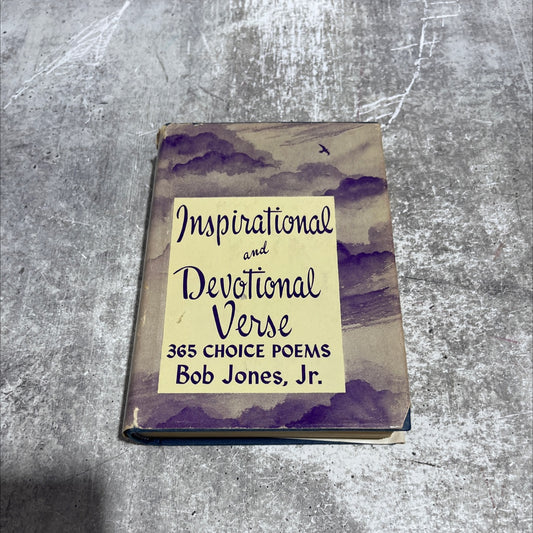 Inspirational
and
Devotional
Verse
365 CHOICE POEMS
Bob Jones, Jr.